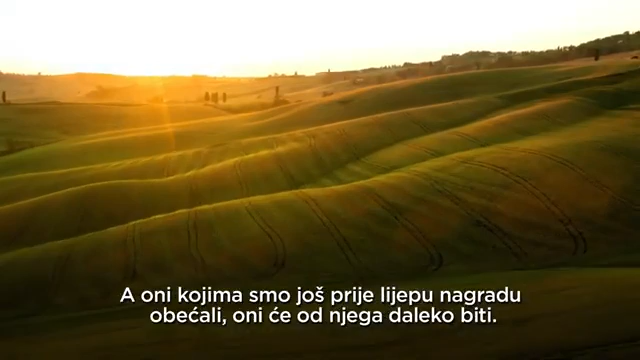 A oni kojima smo još prije lijepu nagradu
obećali, oni će od njega daleko biti.